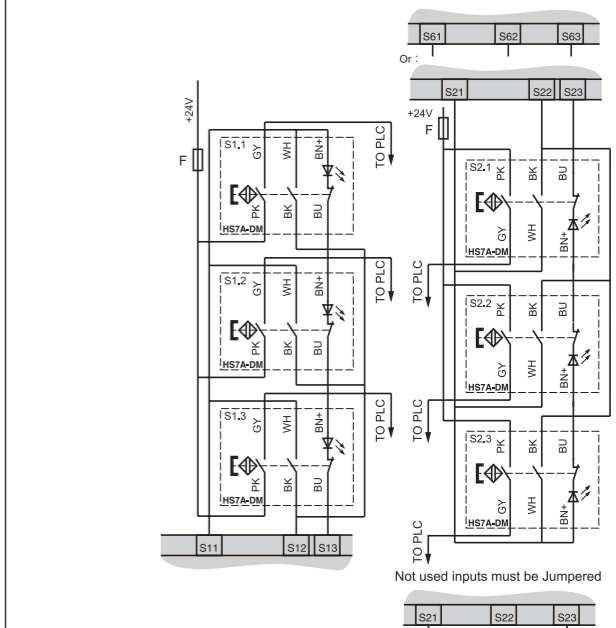 S61 S62 S63
Or :
S21 S22 S23
+24V
F
S1.1
GY WH BN+
TO PLC
PK BK BU
HS7A-DM
S1.2
GY WH BN+
TO PLC
PK BK BU
HS7A-DM
S1.3
GY WH BN+
TO PLC
PK BK BU
HS7A-DM
S11 S12 S13
+24V
F
S2.1
PK BK BU
GY WH BN+
HS7A-DM
TO PLC
S2.2
PK BK BU
GY WH BN+
HS7A-DM
TO PLC
S2.3
PK BK BU
GY WH BN+
HS7A-DM
TO PLC
Not used inputs must be Jumpered
S21 S22 S23